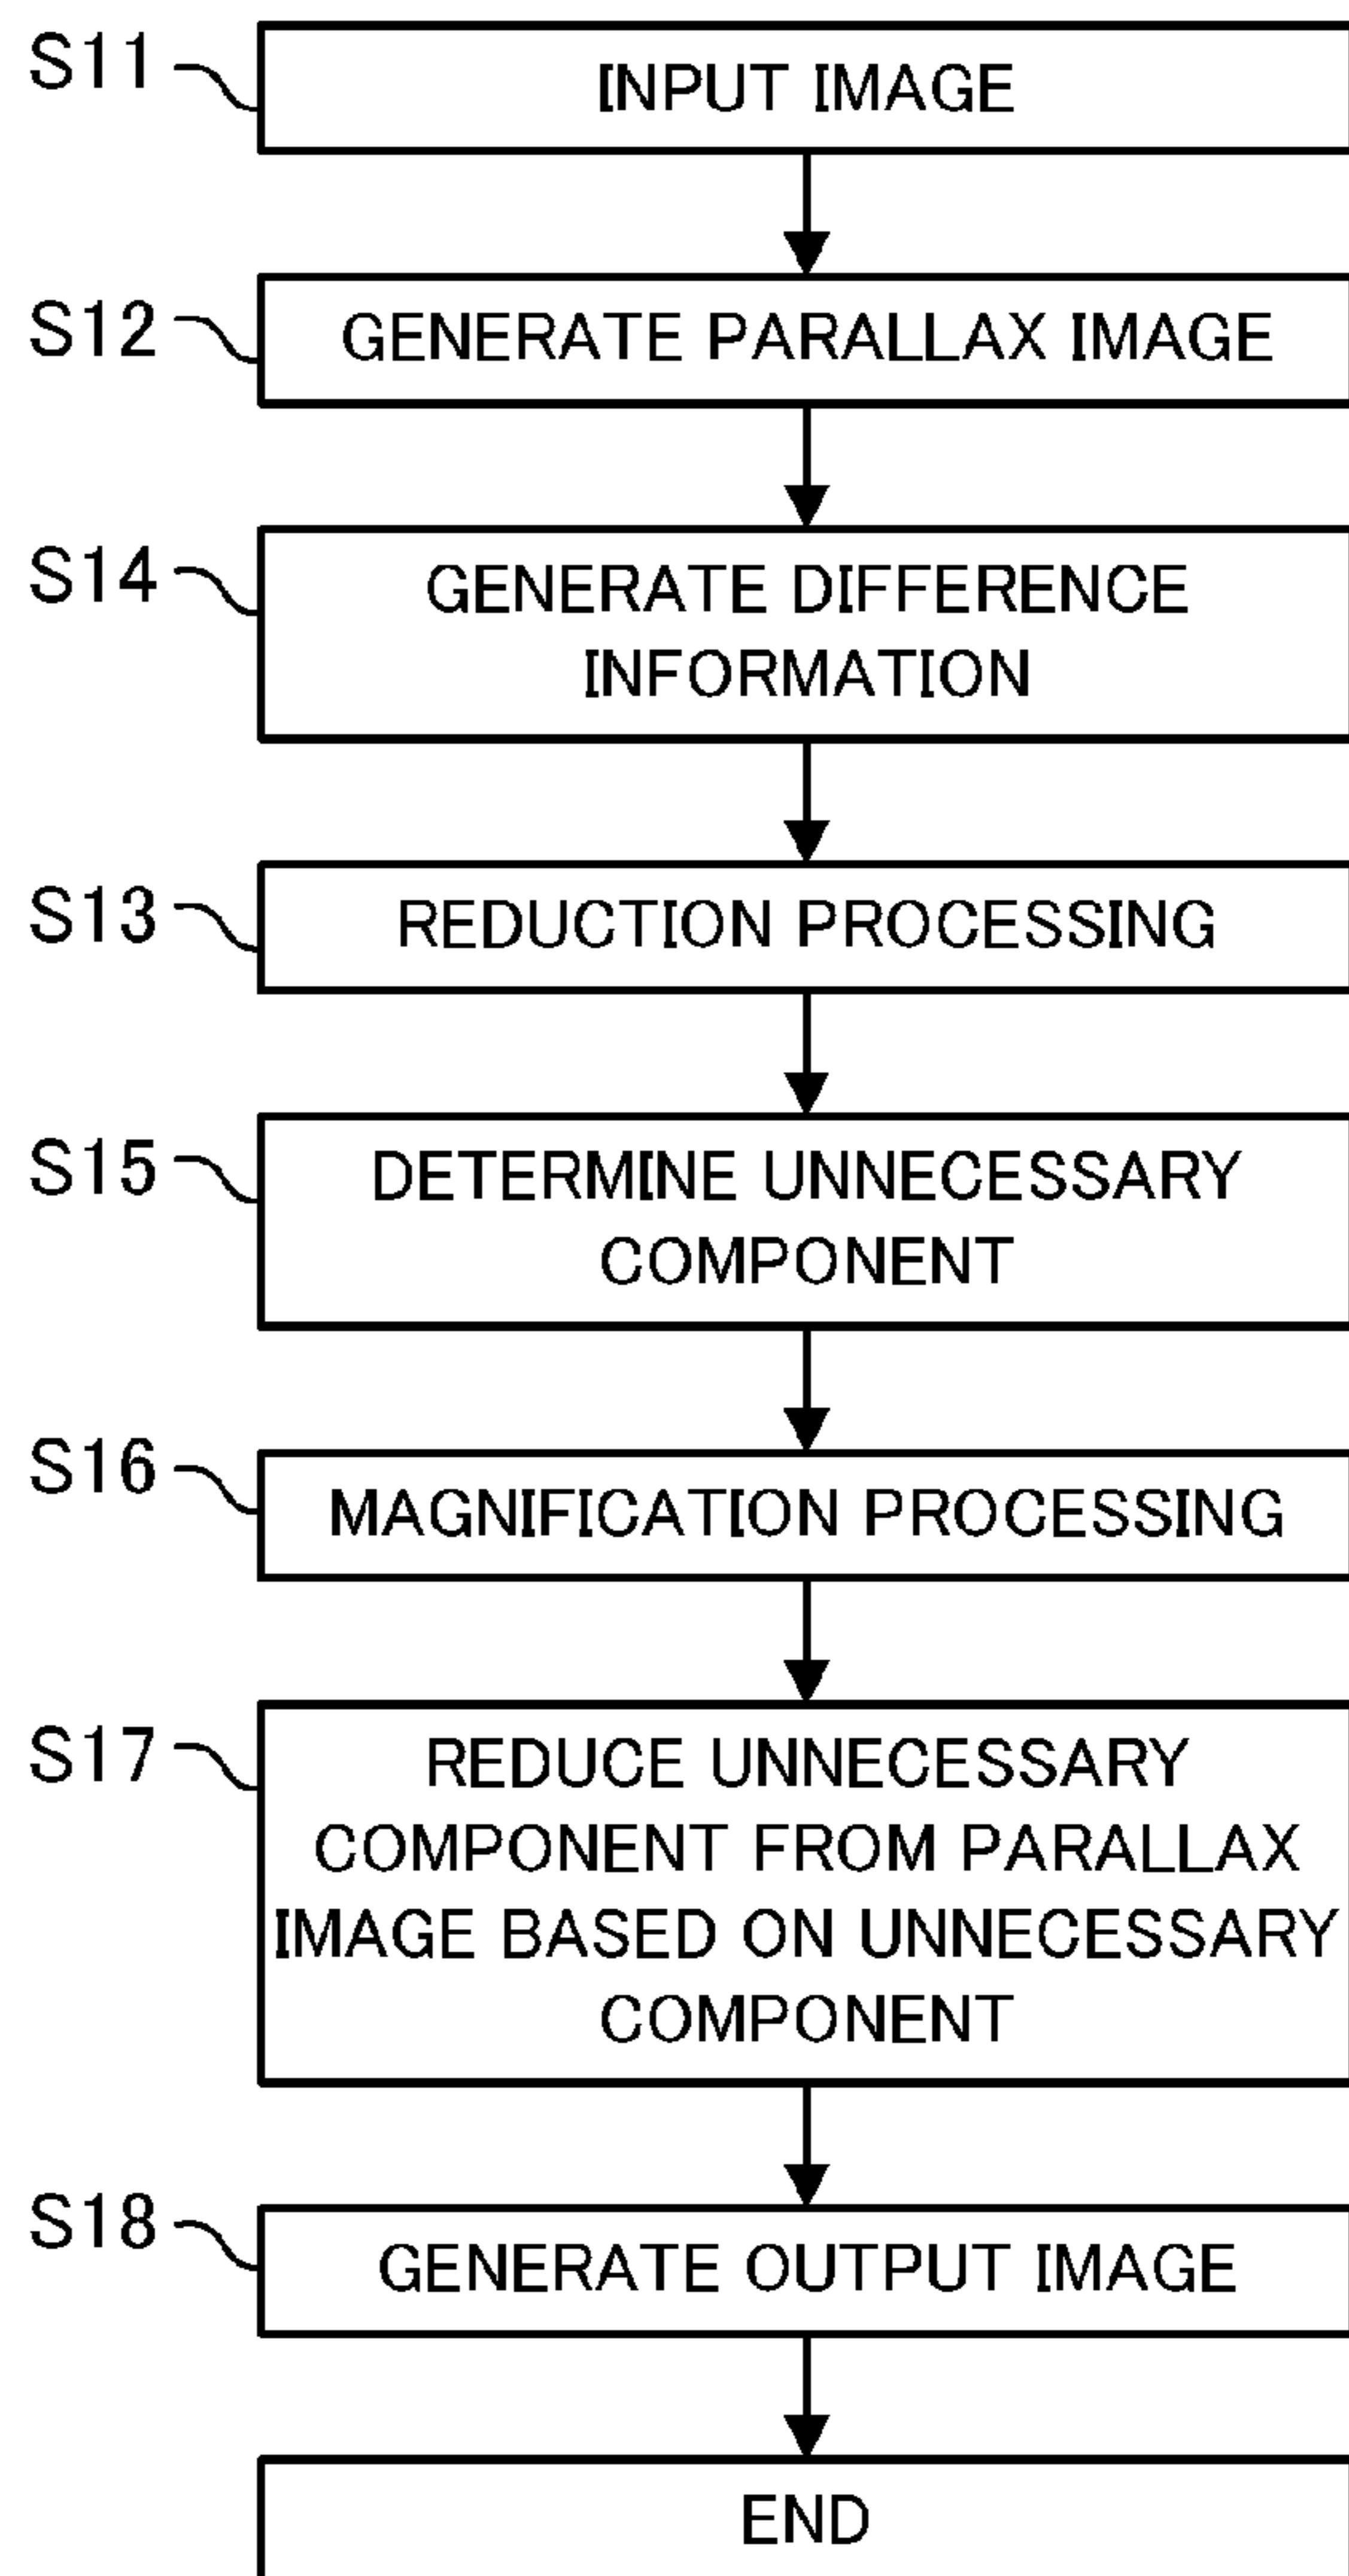 S11
INPUT IMAGE
S12
GENERATE PARALLAX IMAGE
S14
GENERATE DIFFERENCE
INFORMATION
S13
REDUCTION PROCESSING
S15
DETERMINE UNNECESSARY
COMPONENT
S16
MAGNIFICATION PROCESSING
S17
REDUCE UNNECESSARY
COMPONENT FROM PARALLAX
IMAGE BASED ON UNNECESSARY
COMPONENT
S18
GENERATE OUTPUT IMAGE
END